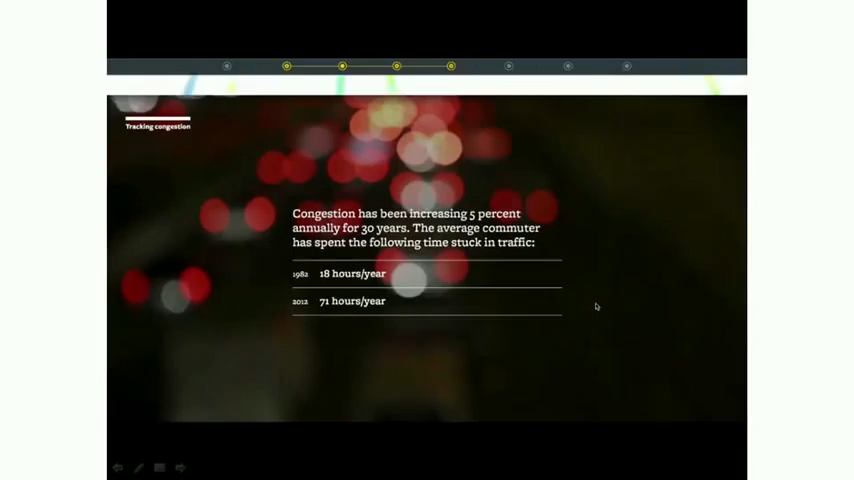 Tracking congestion
Congestion has been increasing 5 percent
annually for 30 years. The average commuter
has spent the following time stuck in traffic:
1982 18 hours/year
2012 71 hours/year